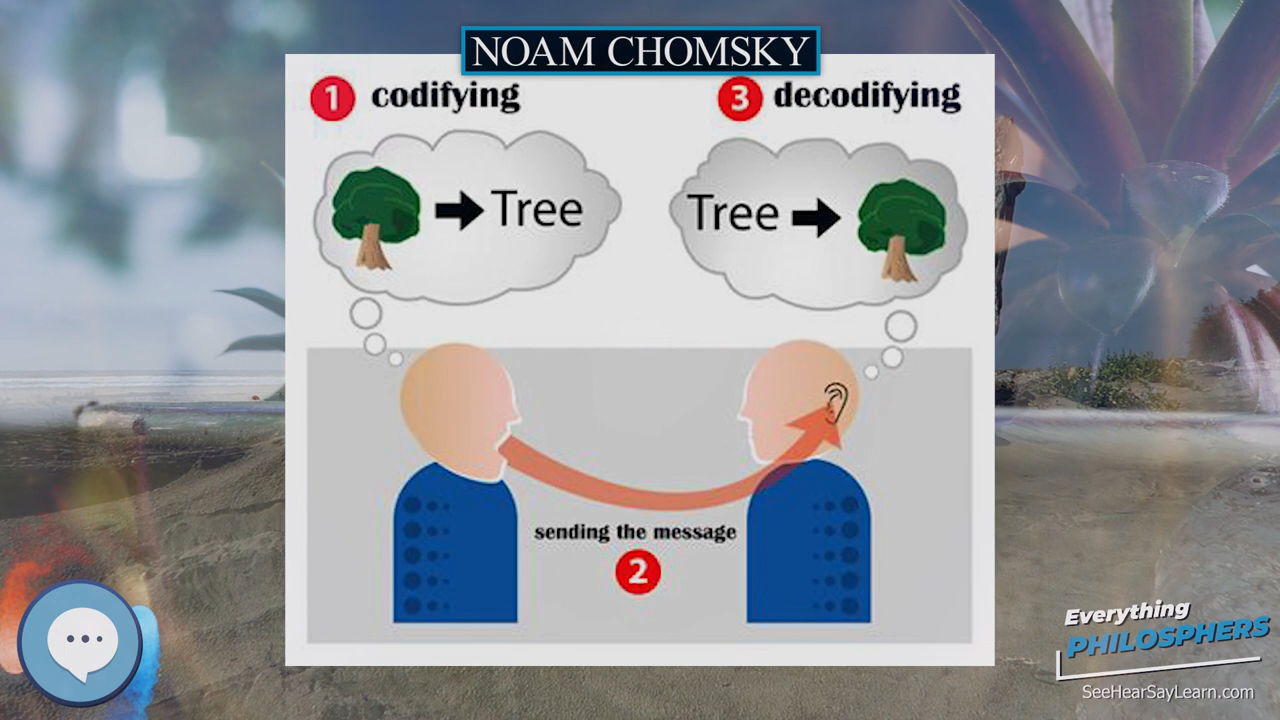 NOAM CHOMSKY
1 codifying
3 decodifying
Tree
Tree
sending the message
2
Everything
PHILOSPHERS
SeeHearSayLearn.com